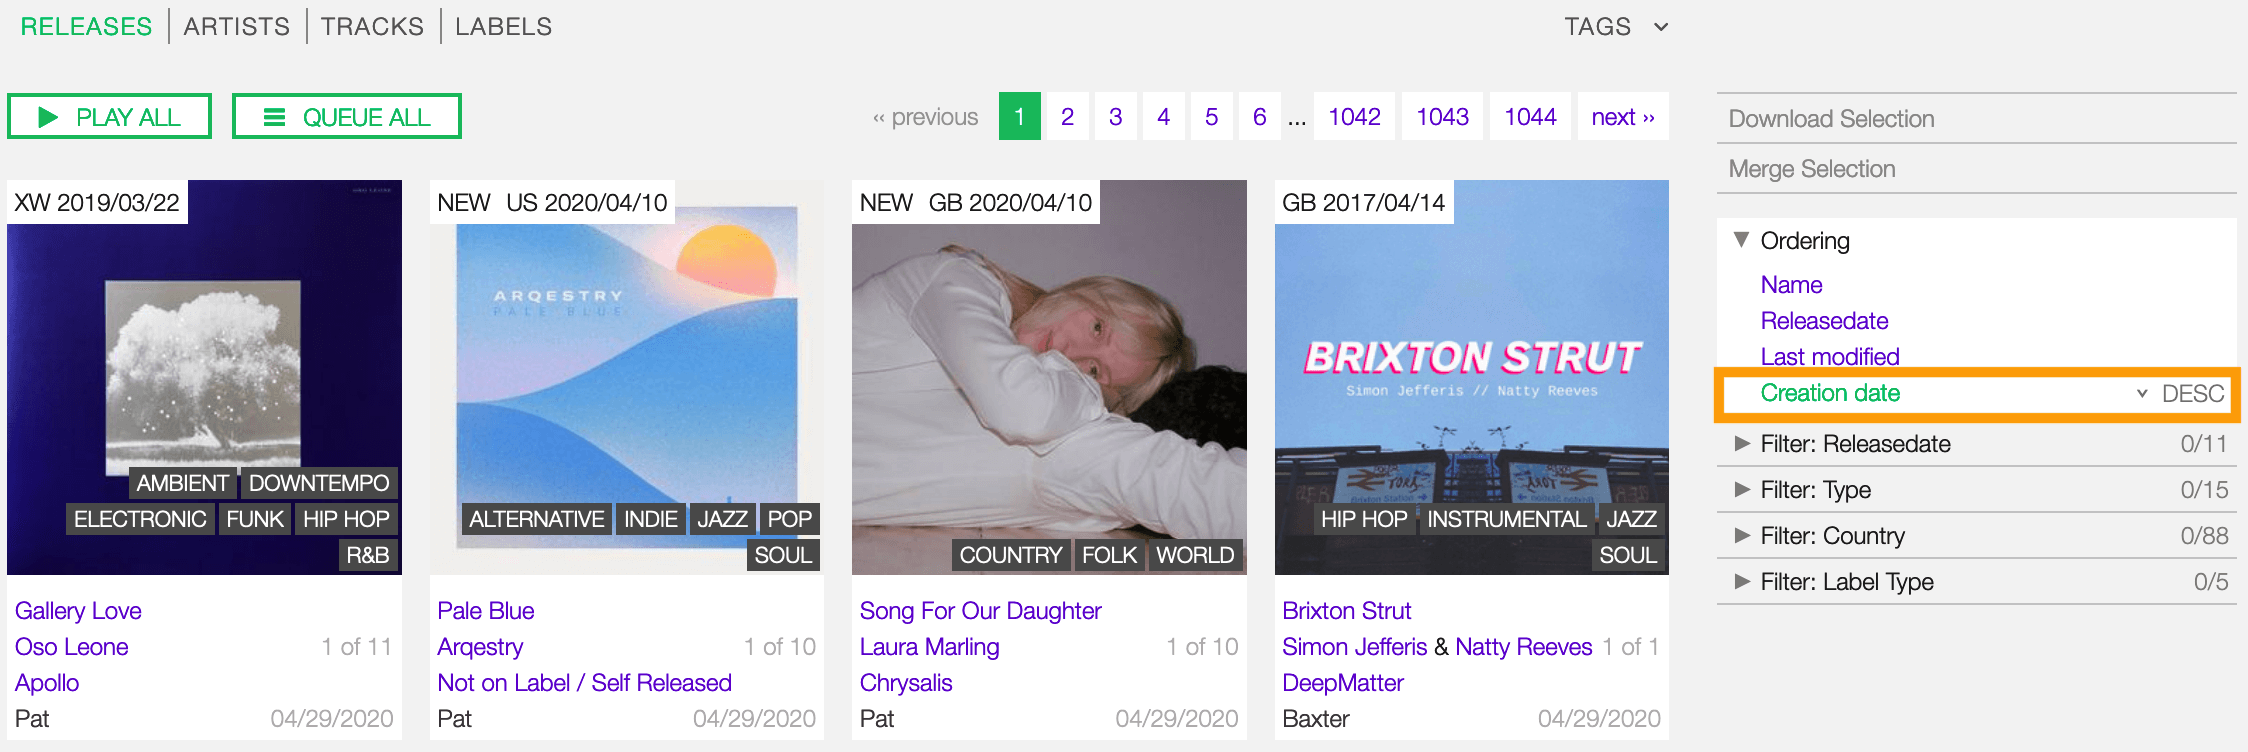 RELEASES ARTISTS TRACKS LABELS
TAGS
PLAY ALL
QUEUE ALL
‹‹ previous 1 2 3 4 5 6 ... 1042 1043 1044 next ››
XW 2019/03/22
AMBIENT DOWNTEMPO
ELECTRONIC FUNK HIP HOP
R&B
Gallery Love
Oso Leone 1 of 11
Apollo
Pat 04/29/2020
NEW US 2020/04/10
ARQESTRY
PALE BLUE
ALTERNATIVE INDIE JAZZ POP
SOUL
Pale Blue
Arqestry 1 of 10
Not on Label / Self Released
Pat 04/29/2020
NEW GB 2020/04/10
COUNTRY FOLK WORLD
Song For Our Daughter
Laura Marling 1 of 10
Chrysalis
Pat 04/29/2020
GB 2017/04/14
BRIXTON STRUT
Simon Jefferis // Natty Reeves
Brixton Station
HIP HOP INSTRUMENTAL JAZZ
SOUL
Brixton Strut
Simon Jefferis & Natty Reeves 1 of 1
DeepMatter
Baxter 04/29/2020
Download Selection
Merge Selection
Ordering
Name
Releasedate
Last modified
Creation date DESC
Filter: Releasedate 0/11
Filter: Type 0/15
Filter: Country 0/88
Filter: Label Type 0/5